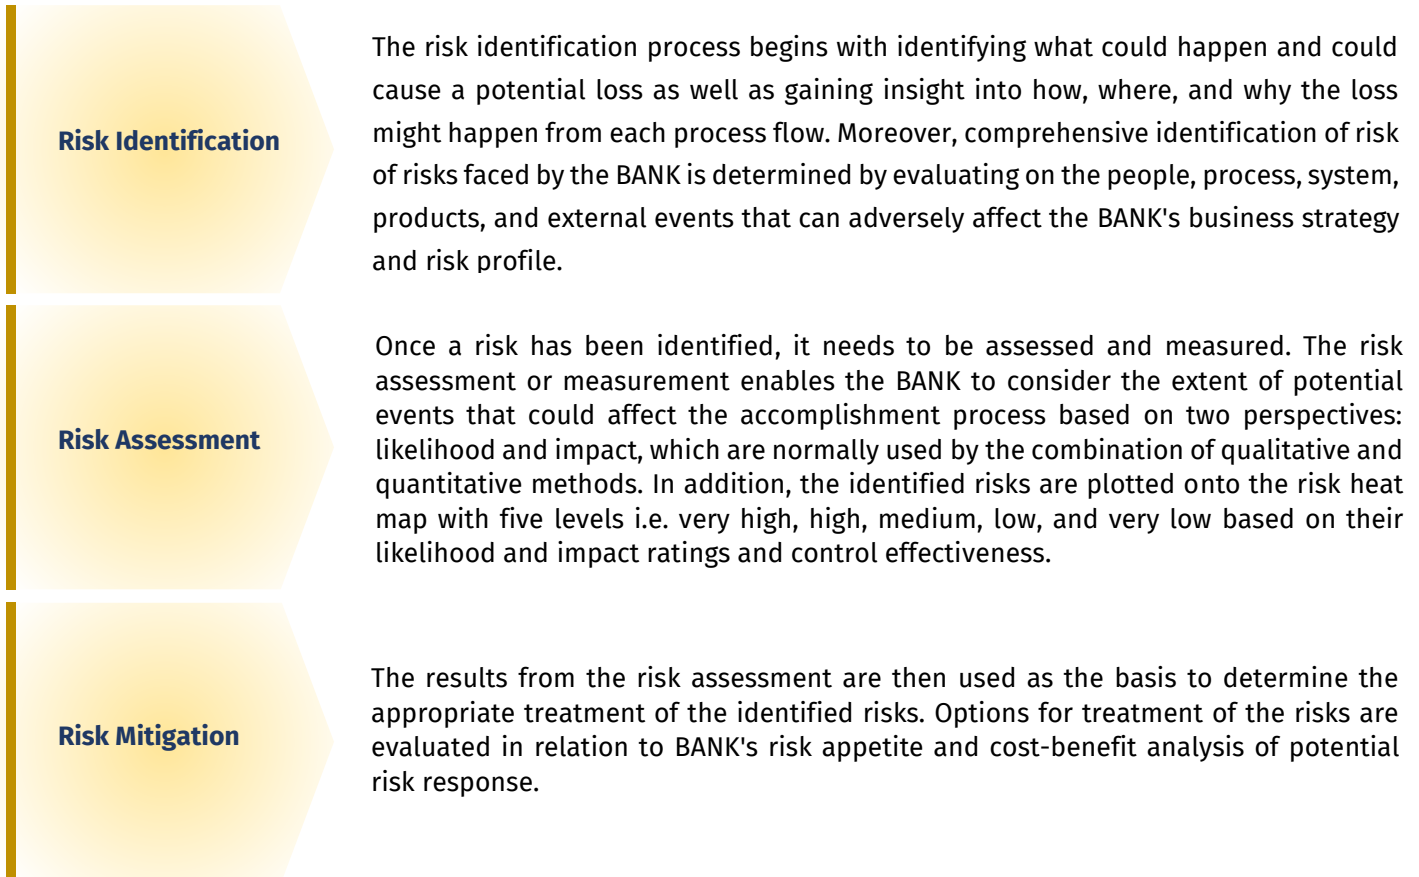 Risk Identification
The risk identification process begins with identifying what could happen and could
cause a potential loss as well as gaining insight into how, where, and why the loss
might happen from each process flow. Moreover, comprehensive identification of risk
of risks faced by the BANK is determined by evaluating on the people, process, system,
products, and external events that can adversely affect the BANK's business strategy
and risk profile.
Risk Assessment
Once a risk has been identified, it needs to be assessed and measured. The risk
assessment or measurement enables the BANK to consider the extent of potential
events that could affect the accomplishment process based on two perspectives:
likelihood and impact, which are normally used by the combination of qualitative and
quantitative methods. In addition, the identified risks are plotted onto the risk heat
map with five levels i.e. very high, high, medium, low, and very low based on their
likelihood and impact ratings and control effectiveness.
Risk Mitigation
The results from the risk assessment are then used as the basis to determine the
appropriate treatment of the identified risks. Options for treatment of the risks are
evaluated in relation to BANK's risk appetite and cost-benefit analysis of potential
risk response.